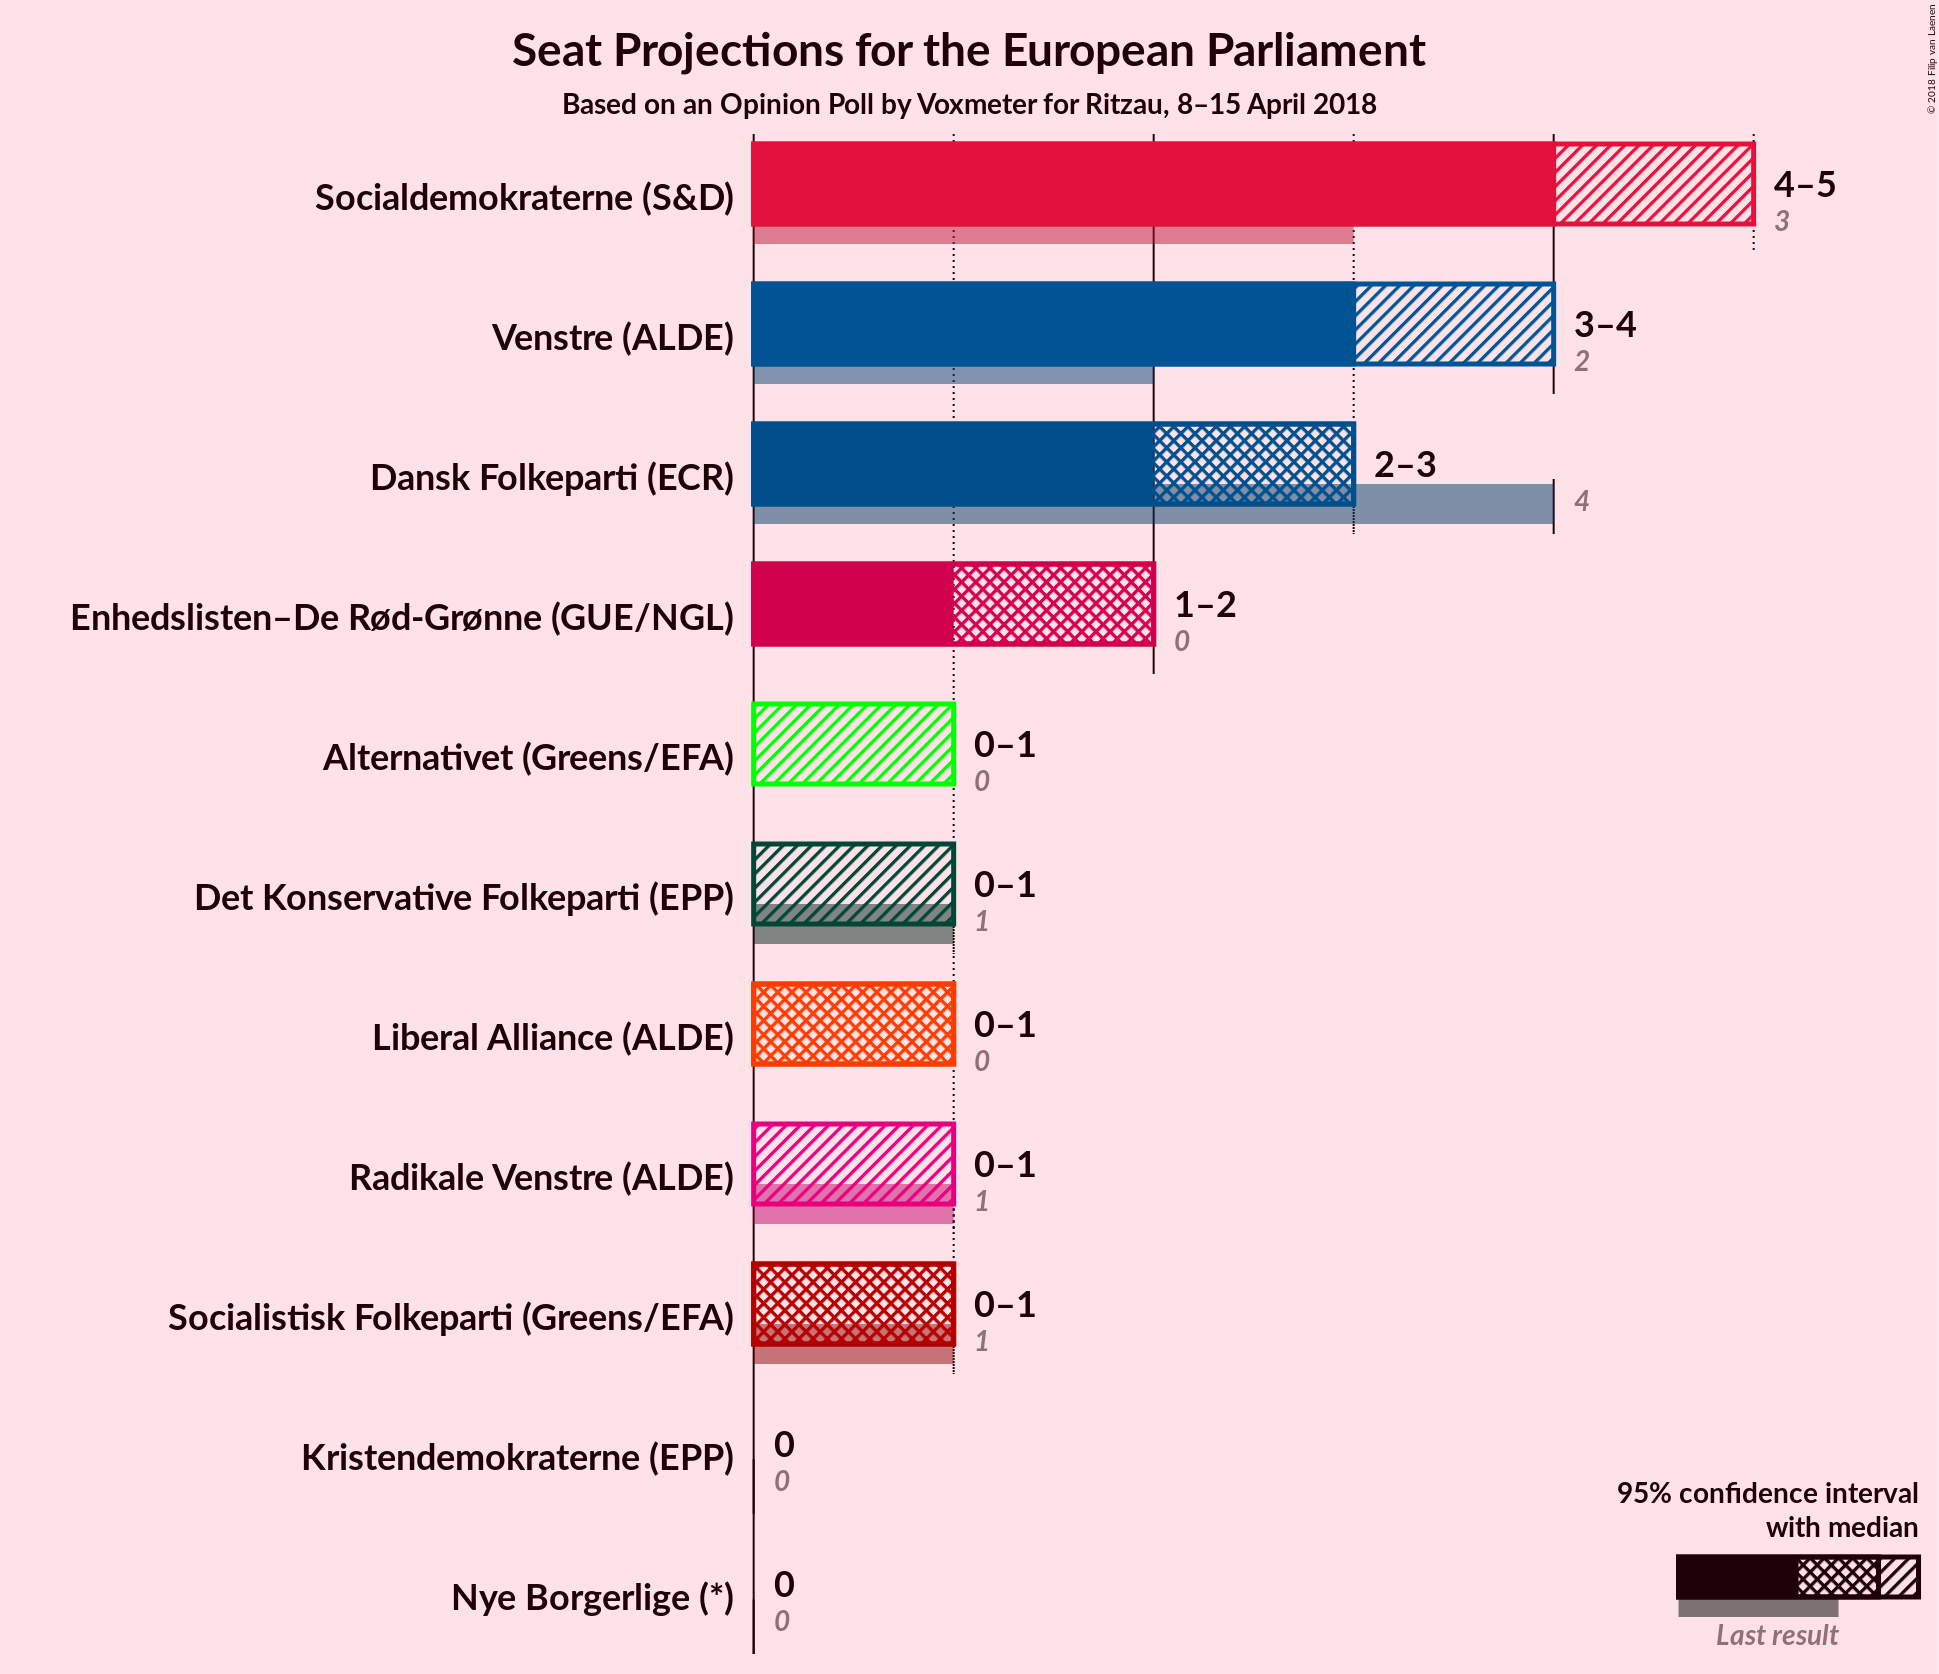 Seat Projections for the European Parliament
Based on an Opinion Poll by Voxmeter for Ritzau, 8–15 April 2018
© 2018 Filip van Laenen
Socialdemokraterne (S&D)
4–5
3
Venstre (ALDE)
3–4
2
Dansk Folkeparti (ECR)
2–3
4
Enhedslisten–De Rød-Grønne (GUE/NGL)
1–2
0
Alternativet (Greens/EFA)
0–1
0
Det Konservative Folkeparti (EPP)
0–1
1
Liberal Alliance (ALDE)
0–1
0
Radikale Venstre (ALDE)
0–1
1
Socialistisk Folkeparti (Greens/EFA)
0–1
1
Kristendemokraterne (EPP)
0
0
Nye Borgerlige (*)
0
0
95% confidence interval
with median
Last result